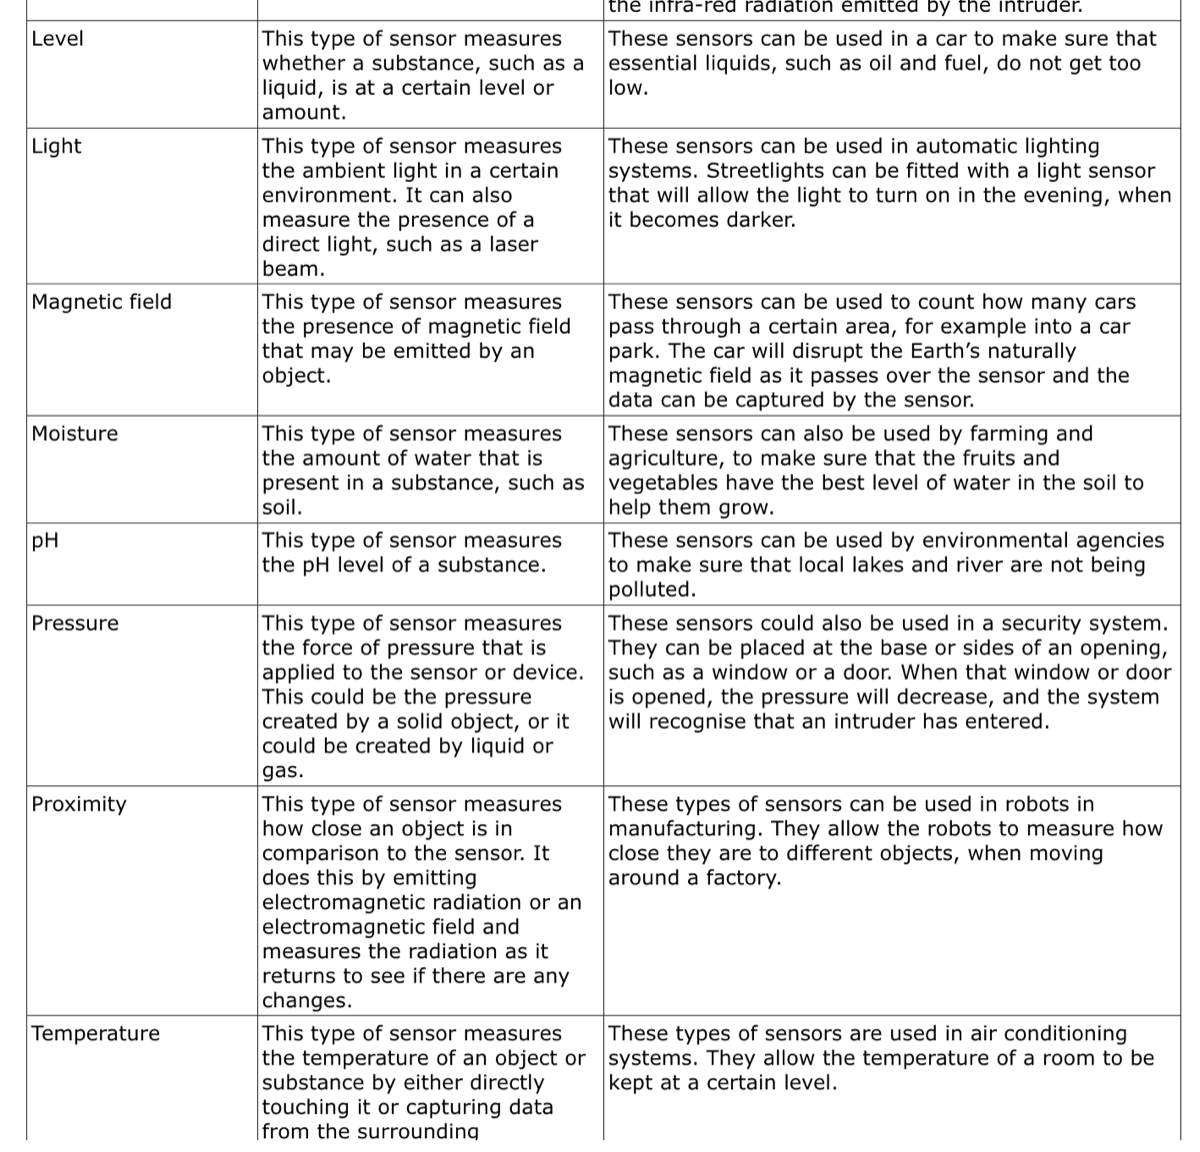 the infra-red radiation emitted by the intruder.
Level
This type of sensor measures
whether a substance, such as a
liquid, is at a certain level or
amount.
These sensors can be used in a car to make sure that
essential liquids, such as oil and fuel, do not get too
low.
Light
This type of sensor measures
the ambient light in a certain
environment. It can also
measure the presence of a
direct light, such as a laser
beam.
These sensors can be used in automatic lighting
systems. Streetlights can be fitted with a light sensor
that will allow the light to turn on in the evening, when
it becomes darker.
Magnetic field
This type of sensor measures
the presence of magnetic field
that may be emitted by an
object.
These sensors can be used to count how many cars
pass through a certain area, for example into a car
park. The car will disrupt the Earth’s naturally
magnetic field as it passes over the sensor and the
data can be captured by the sensor.
Moisture
This type of sensor measures
the amount of water that is
present in a substance, such as
soil.
These sensors can also be used by farming and
agriculture, to make sure that the fruits and
vegetables have the best level of water in the soil to
help them grow.
pH
This type of sensor measures
the pH level of a substance.
These sensors can be used by environmental agencies
to make sure that local lakes and river are not being
polluted.
Pressure
This type of sensor measures
the force of pressure that is
applied to the sensor or device.
This could be the pressure
created by a solid object, or it
could be created by liquid or
gas.
These sensors could also be used in a security system.
They can be placed at the base or sides of an opening,
such as a window or a door. When that window or door
is opened, the pressure will decrease, and the system
will recognise that an intruder has entered.
Proximity
This type of sensor measures
how close an object is in
comparison to the sensor. It
does this by emitting
electromagnetic radiation or an
electromagnetic field and
measures the radiation as it
returns to see if there are any
changes.
These types of sensors can be used in robots in
manufacturing. They allow the robots to measure how
close they are to different objects, when moving
around a factory.
Temperature
This type of sensor measures
the temperature of an object or
substance by either directly
touching it or capturing data
from the surrounding
These types of sensors are used in air conditioning
systems. They allow the temperature of a room to be
kept at a certain level.